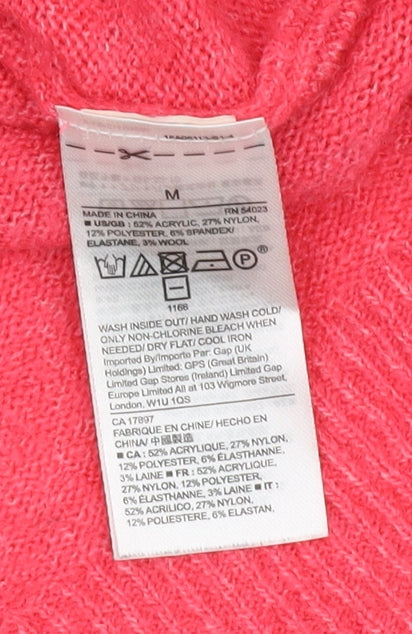 M
MADE IN CHINA RN 54023
■ US/GB : 52% ACRYLIC, 27% NYLON,
12% POLYESTER, 6% SPANDEX/
ELASTANE, 3% WOOL
P®
1168
WASH INSIDE OUT/ HAND WASH COLD/
ONLY NON-CHLORINE BLEACH WHEN
NEEDED/ DRY FLAT/ COOL IRON
Imported By/Importe Par: Gap (UK
Holdings) Limited: GPS (Great Britain)
Limited Gap Stores (Ireland) Limited Gap
Europe Limited All at 103 Wigmore Street,
London, W1U 1QS
CA 17897
FABRIQUE EN CHINE/ HECHO EN
CHINA/ 中國製造
■ CA : 52% ACRYLIQUE, 27% NYLON,
12% POLYESTER, 6% ÉLASTHANNE,
3% LAINE ■ FR : 52% ACRYLIQUE,
27% NYLON, 12% POLYESTER,
6% ÉLASTHANNE, 3% LAINE ■ IT :
52% ACRILICO, 27% NYLON,
12% POLIESTERE, 6% ELASTAN,